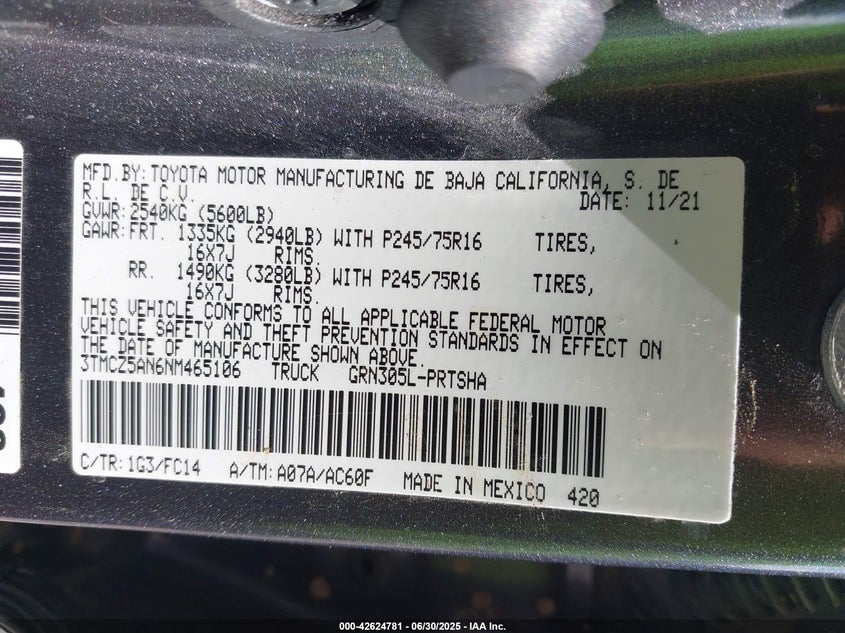 MFD.BY: TOYOTA MOTOR MANUFACTURING DE BAJA CALIFORNIA, S. DE
R.L. DE C.V. DATE: 11/21
GVWR: 2540KG (5600LB)
GAWR: FRT. 1335KG (2940LB) WITH P245/75R16 TIRES,
16X7J RIMS.
RR. 1490KG (3280LB) WITH P245/75R16 TIRES,
16X7J RIMS.
THIS VEHICLE CONFORMS TO ALL APPLICABLE FEDERAL MOTOR
VEHICLE SAFETY AND THEFT PREVENTION STANDARDS IN EFFECT ON
THE DATE OF MANUFACTURE SHOWN ABOVE.
3TMCZ5AN6NM465106 TRUCK GRN305L-PRTSHA
C/TR: 1G3/FC14 A/TM: A07A/AC60F MADE IN MEXICO 420
000-42624781 - 06/30/2025 - IAA Inc.